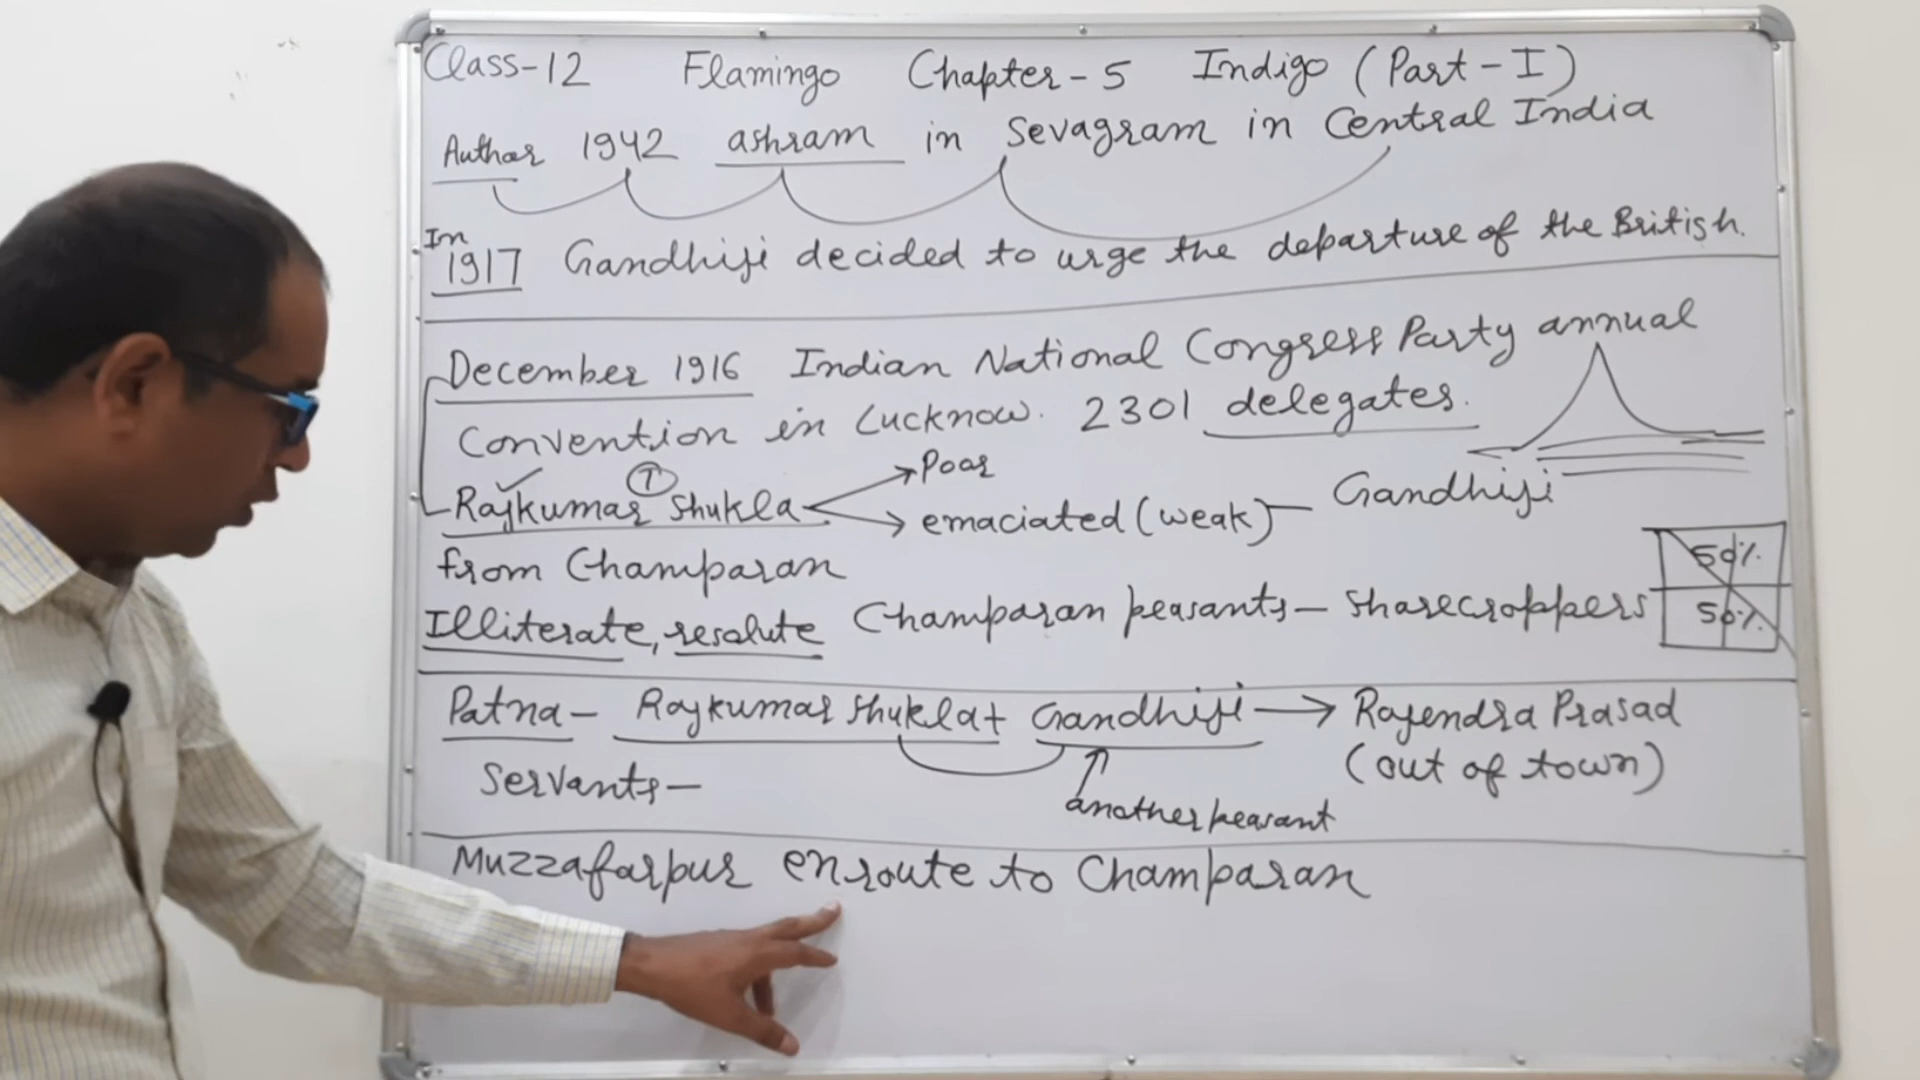 Class-12 Flamingo Chapter-5 Indigo (Part-I)
Author 1942 ashram in Sevagram in Central India
In 1917 Gandhiji decided to urge the departure of the British.
December 1916 Indian National Congress Party annual
Convention in Lucknow. 2301 delegates.
Rajkumar Shukla Poor
T
emaciated (weak) - Gandhiji
from Champaran
50%
50%
Illiterate, resolute Champaran peasants - Sharecroppers
Patna - Rajkumar Shukla + Gandhiji → Rajendra Prasad
(out of town)
Servants -
another peasant
Muzzafarpur enroute to Champaran